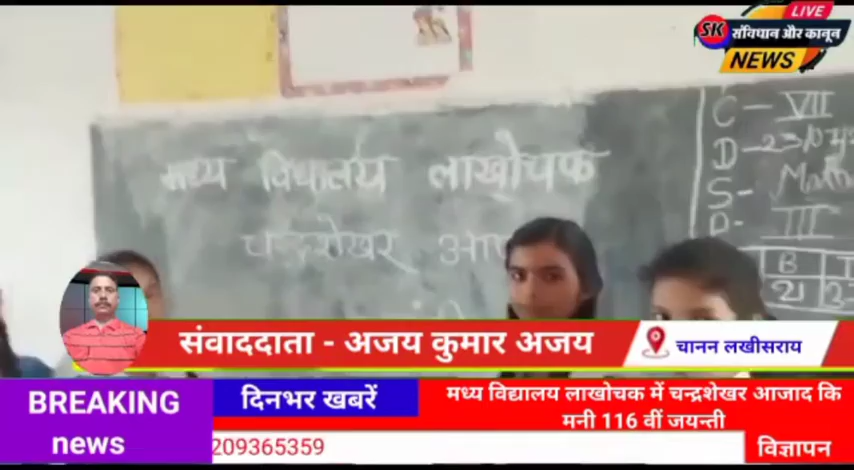 LIVE
SK संविधान और कानून
NEWS
मध्य विद्यालय लाखोचक
चन्द्रशेखर
C - VII
D -
S -
III
B
21
संवाददाता - अजय कुमार अजय
चानन लखीसराय
BREAKING
news
दिनभर खबरें
मध्य विद्यालय लाखोचक में चन्द्रशेखर आजाद कि
मनी 116 वीं जयन्ती
209365359
विज्ञापन